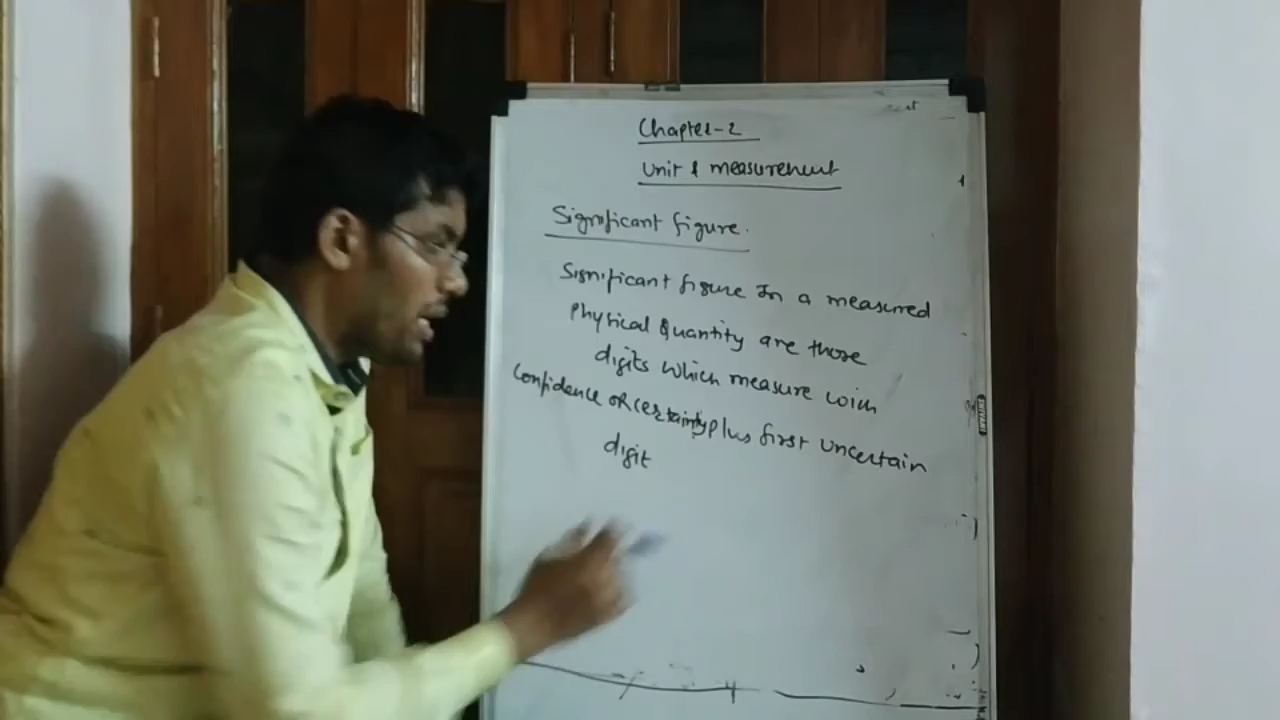 Chapter-2
Unit & measurement
Significant figure.
Significant figure In a measured
Physical Quantity are those
digits which measure with
Confidence or certainty plus first uncertain
digit